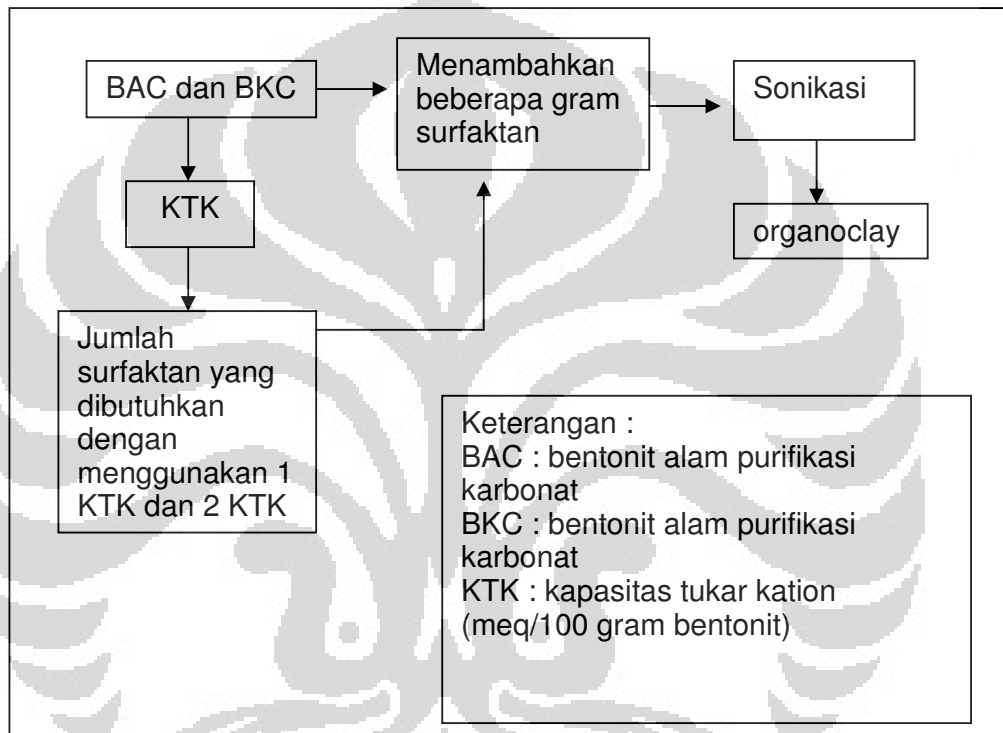 BAC dan BKC
Menambahkan
beberapa gram
surfaktan
Sonikasi
KTK
organoclay
Jumlah
surfaktan yang
dibutuhkan
dengan
menggunakan 1
KTK dan 2 KTK
Keterangan :
BAC : bentonit alam purifikasi
karbonat
BKC : bentonit alam purifikasi
karbonat
KTK : kapasitas tukar kation
(meq/100 gram bentonit)